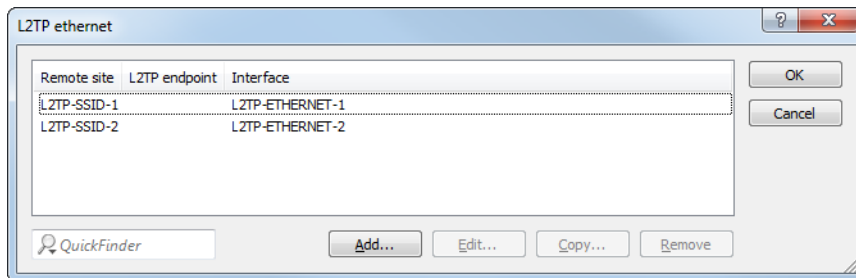 L2TP ethernet
?
Remote site L2TP endpoint Interface
L2TP-SSID-1 L2TP-ETHERNET-1
L2TP-SSID-2 L2TP-ETHERNET-2
OK
Cancel
QuickFinder Add... Edit... Copy... Remove